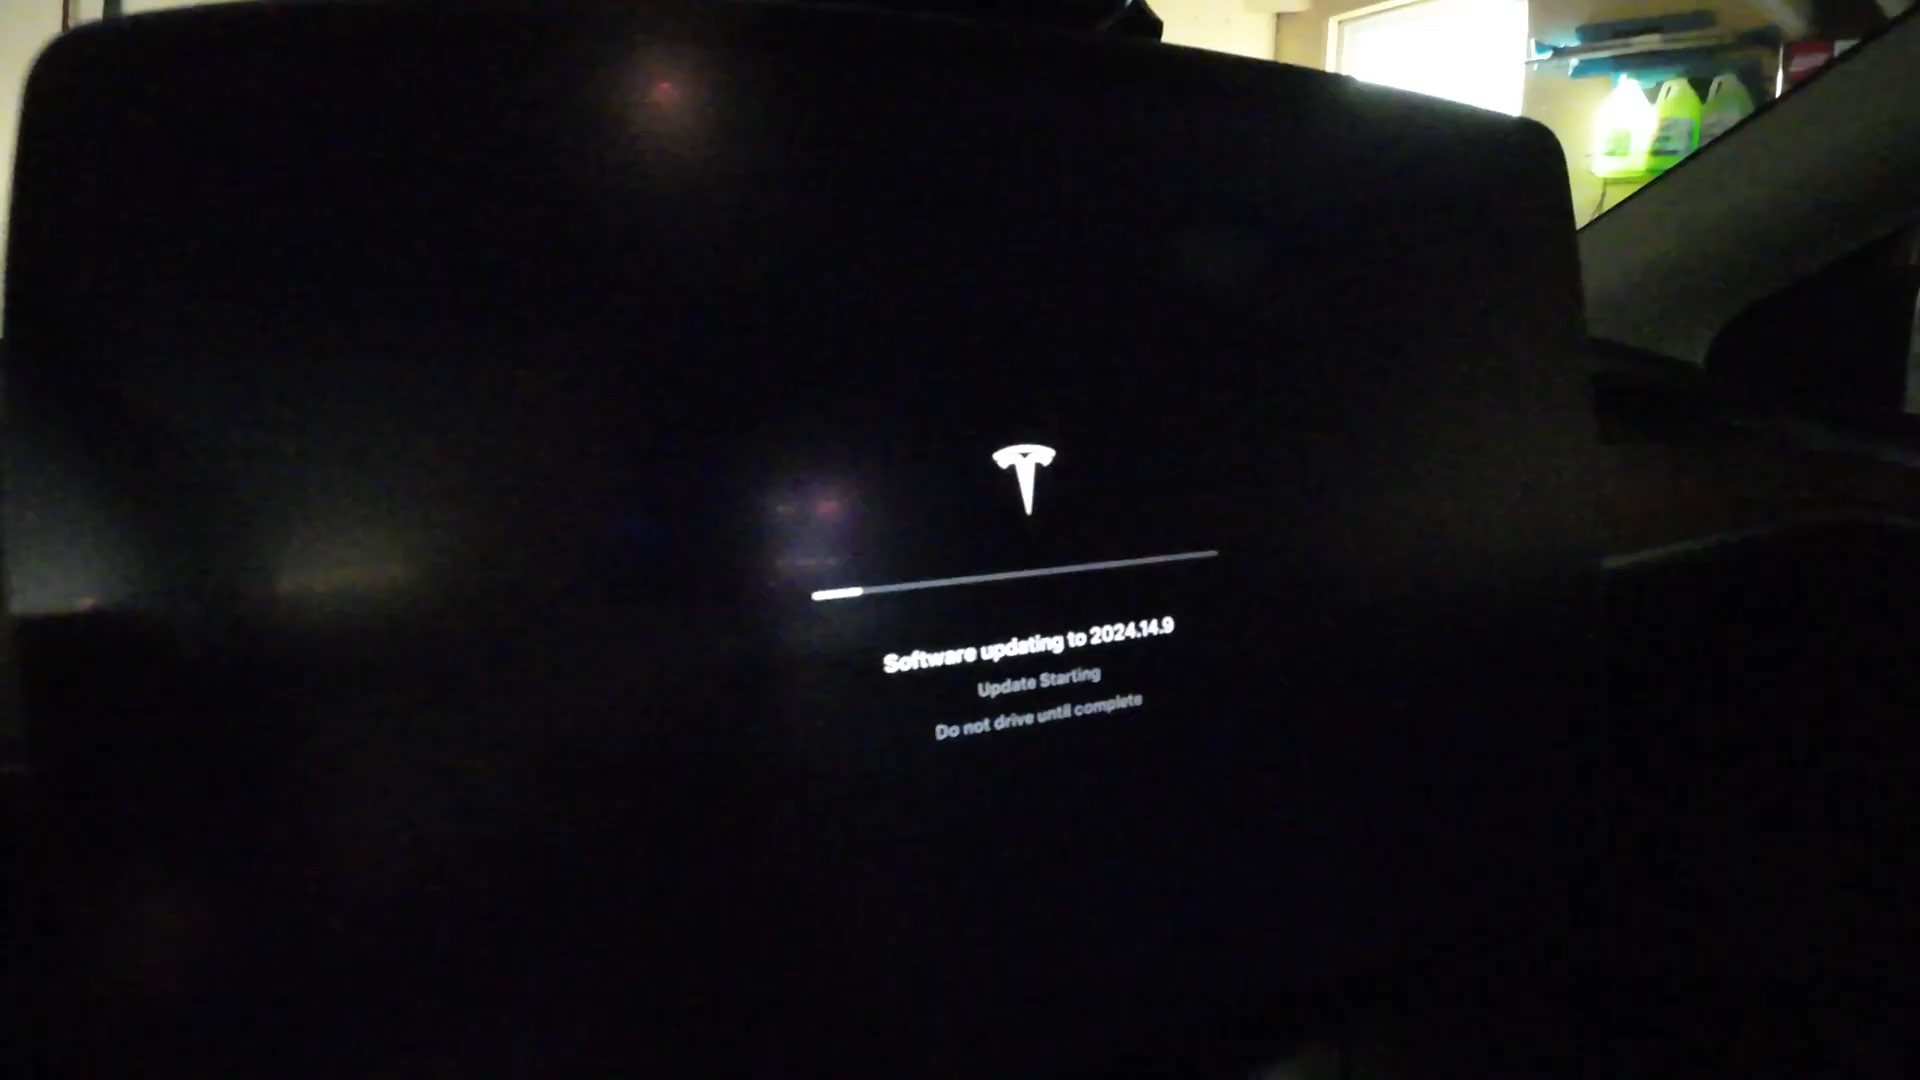 Software updating to 2024.14.9
Update Starting
Do not drive until complete